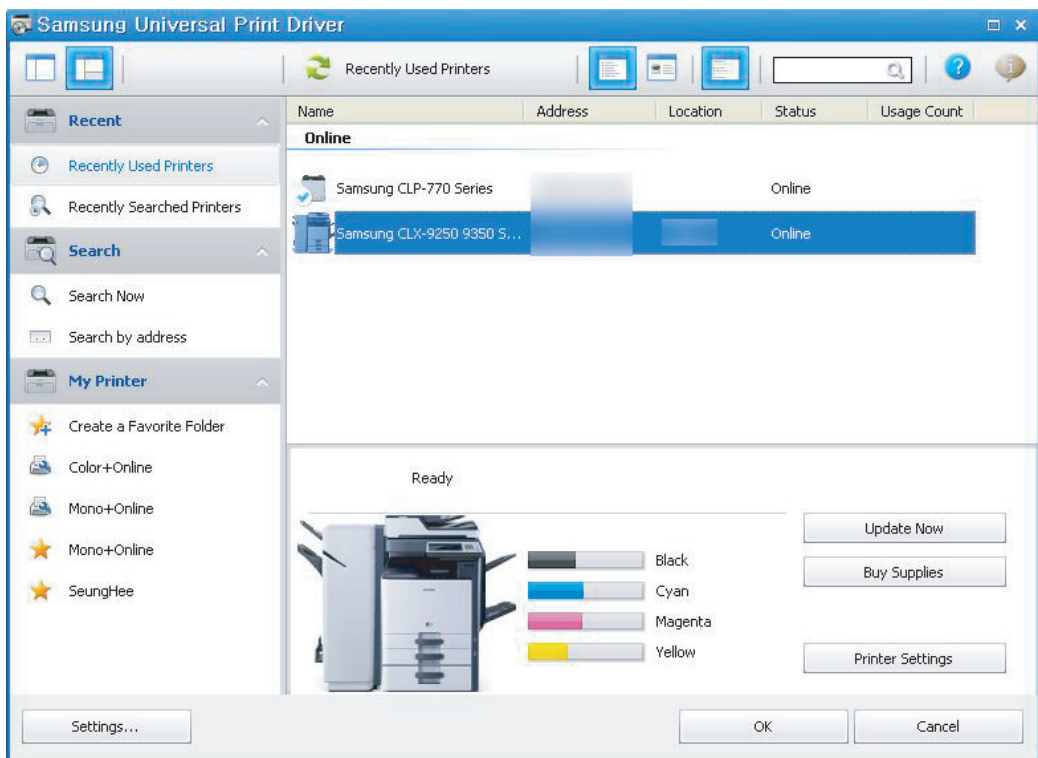 Samsung Universal Print Driver
Recently Used Printers
Recent
Recently Used Printers
Recently Searched Printers
Search
Search Now
Search by address
My Printer
Create a Favorite Folder
Color+Online
Mono+Online
Mono+Online
SeungHee
Name Address Location Status Usage Count
Online
Samsung CLP-770 Series Online
Samsung CLX-9250 9350 S... Online
Ready
Black
Cyan
Magenta
Yellow
Update Now
Buy Supplies
Printer Settings
Settings... OK Cancel